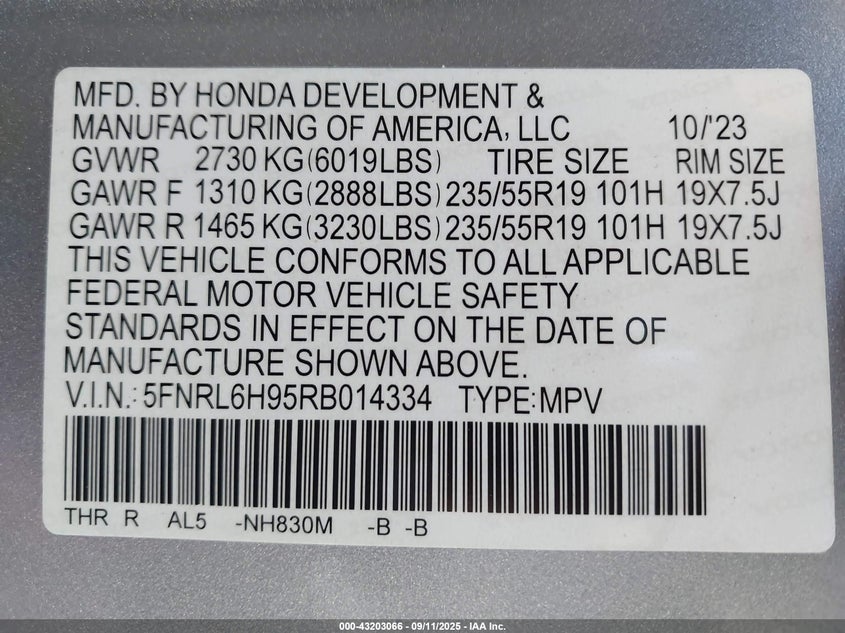 MFD. BY HONDA DEVELOPMENT &
MANUFACTURING OF AMERICA, LLC 10/'23
GVWR 2730 KG(6019LBS) TIRE SIZE RIM SIZE
GAWR F 1310 KG(2888LBS) 235/55R19 101H 19X7.5J
GAWR R 1465 KG(3230LBS) 235/55R19 101H 19X7.5J
THIS VEHICLE CONFORMS TO ALL APPLICABLE
FEDERAL MOTOR VEHICLE SAFETY
STANDARDS IN EFFECT ON THE DATE OF
MANUFACTURE SHOWN ABOVE.
V.I.N.: 5FNRL6H95RB014334 TYPE: MPV
THR R AL5 -NH830M -B -B
000-43203066 - 09/11/2025 - IAA Inc.